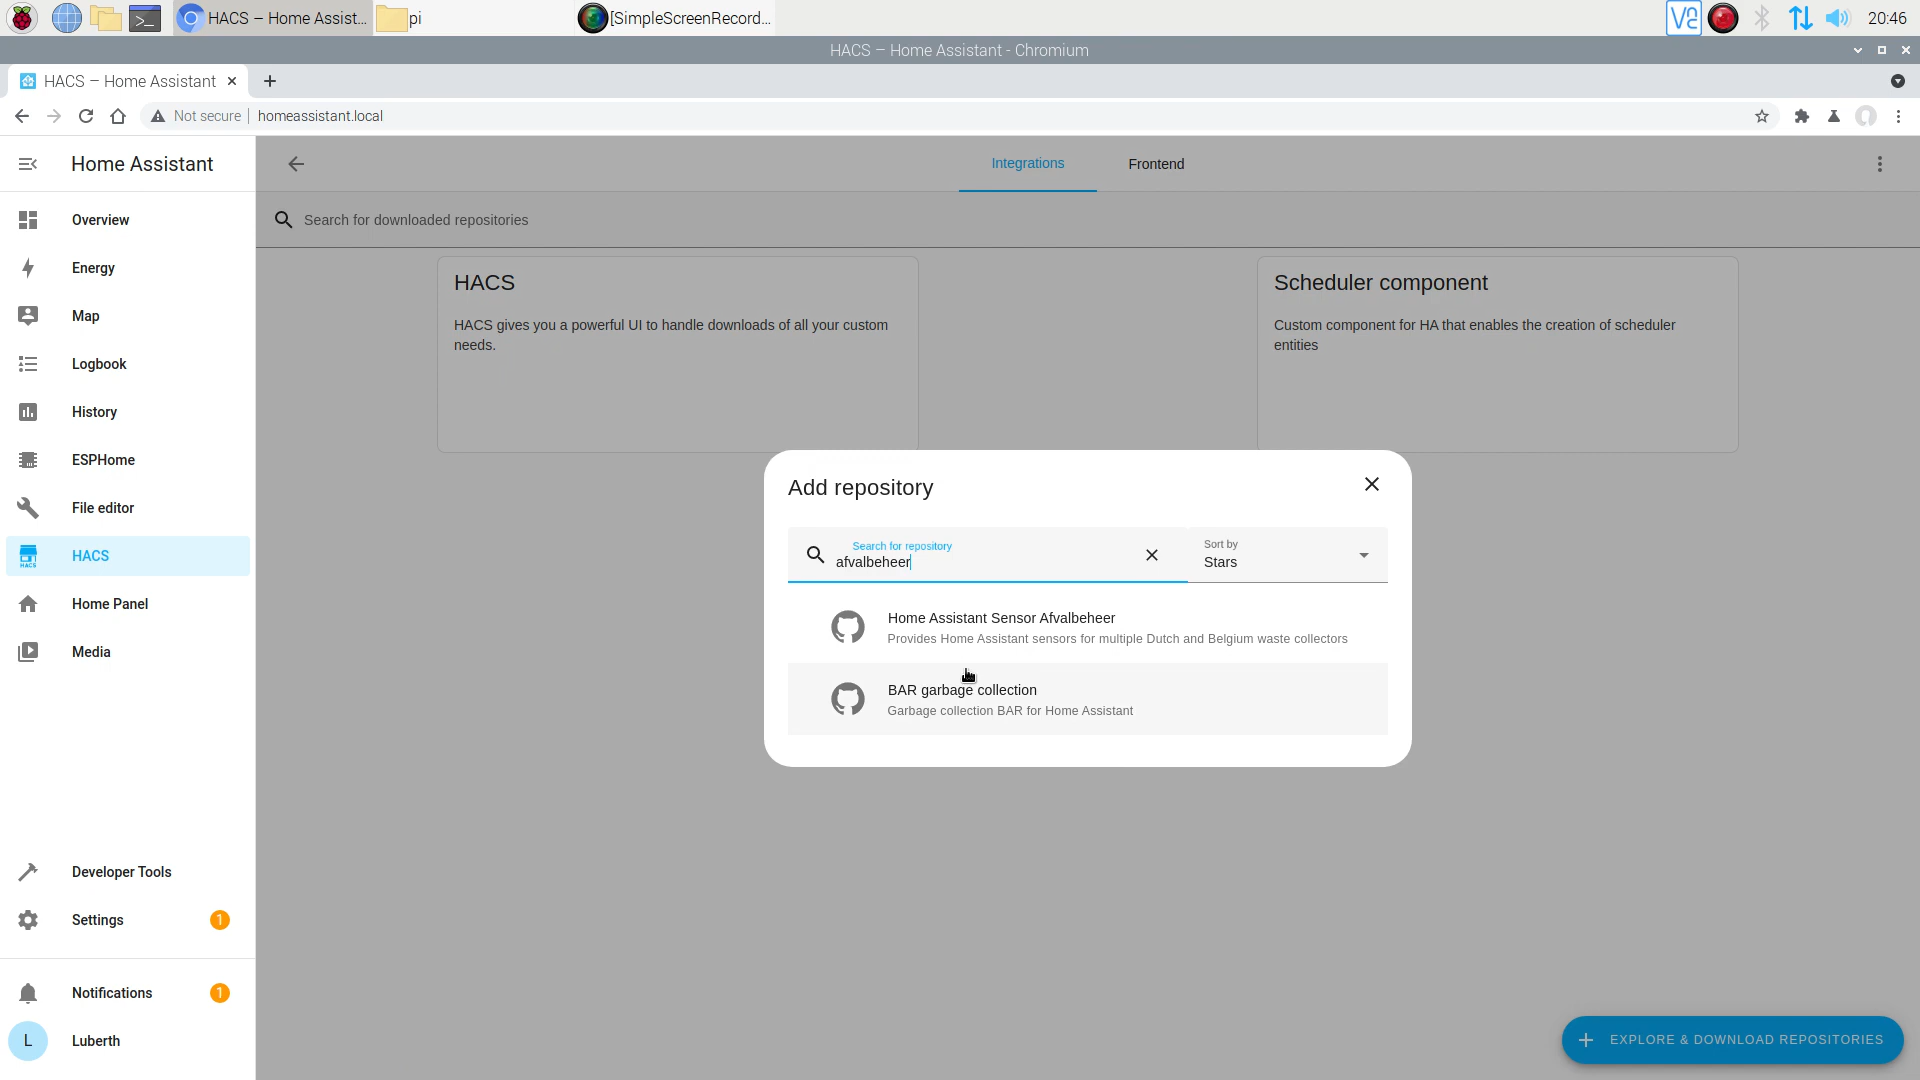 HACS – Home Assist...
pi
[SimpleScreenRecord...
20:46
HACS – Home Assistant - Chromium
HACS – Home Assistant
Not secure
homeassistant.local
Home Assistant
Integrations
Frontend
Overview
Search for downloaded repositories
Energy
HACS
HACS gives you a powerful UI to handle downloads of all your custom
needs.
Scheduler component
Custom component for HA that enables the creation of scheduler
entities
Map
Logbook
History
ESPHome
File editor
HACS
HACS
Home Panel
Media
Add repository
Search for repository
afvalbeheer
Sort by
Stars
Home Assistant Sensor Afvalbeheer
Provides Home Assistant sensors for multiple Dutch and Belgium waste collectors
BAR garbage collection
Garbage collection BAR for Home Assistant
Developer Tools
Settings
1
Notifications
1
L
Luberth
EXPLORE & DOWNLOAD REPOSITORIES